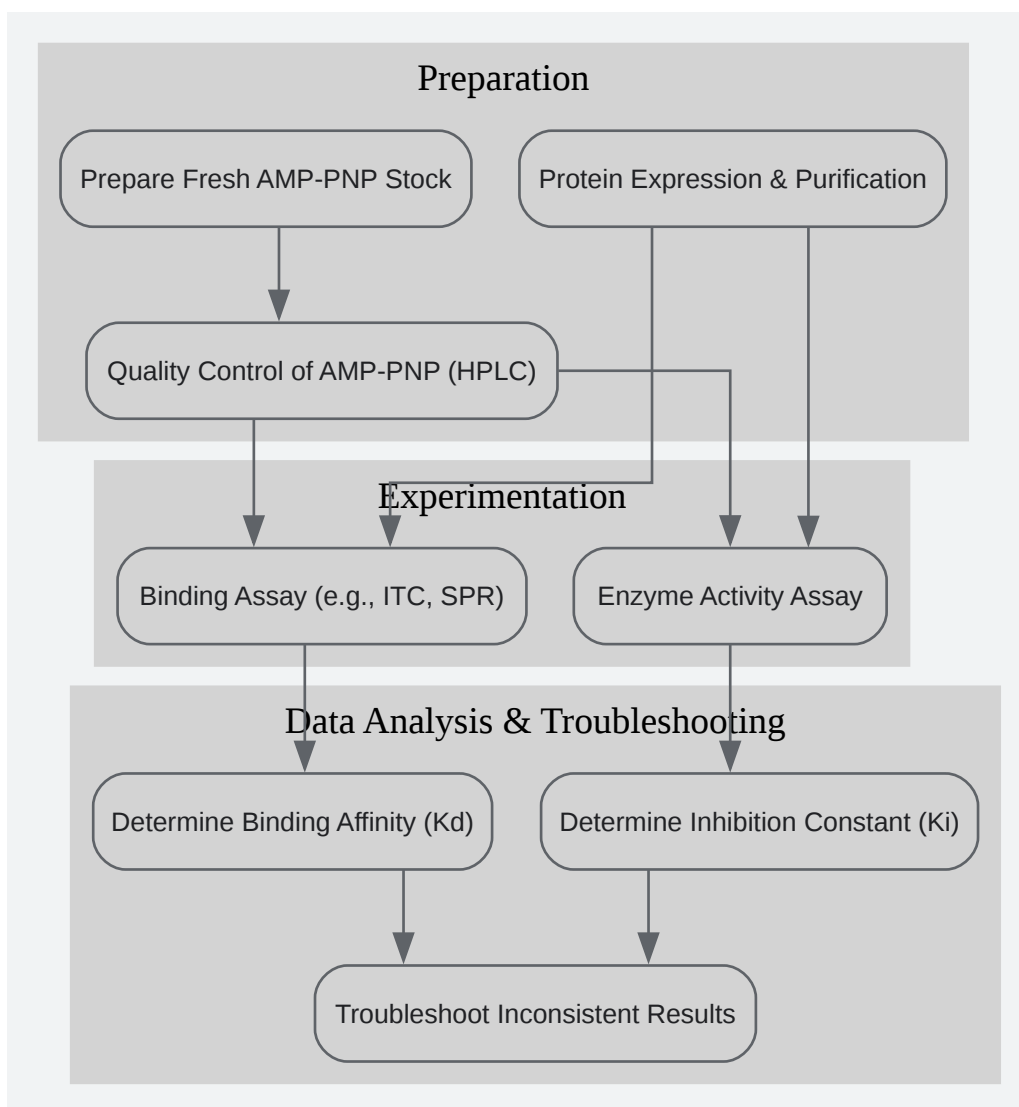 Preparation
Prepare Fresh AMP-PNP Stock
Protein Expression & Purification
Quality Control of AMP-PNP (HPLC)
Experimentation
Binding Assay (e.g., ITC, SPR)
Enzyme Activity Assay
Data Analysis & Troubleshooting
Determine Binding Affinity (Kd)
Determine Inhibition Constant (Ki)
Troubleshoot Inconsistent Results